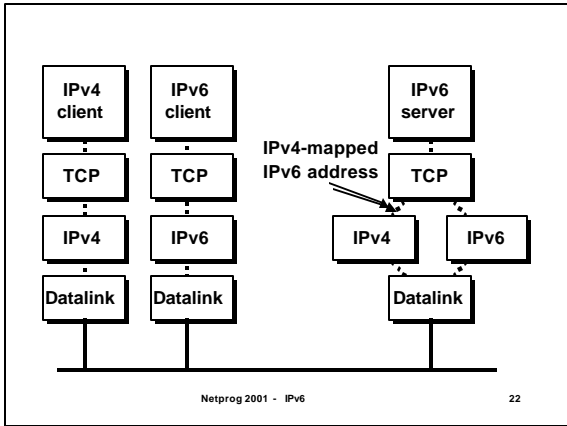 IPv4
client
IPv6
client
IPv6
server
IPv4-mapped
IPv6 address
TCP
TCP
TCP
IPv4
IPv6
IPv4
IPv6
Datalink
Datalink
Datalink
Netprog 2001 - IPv6
22